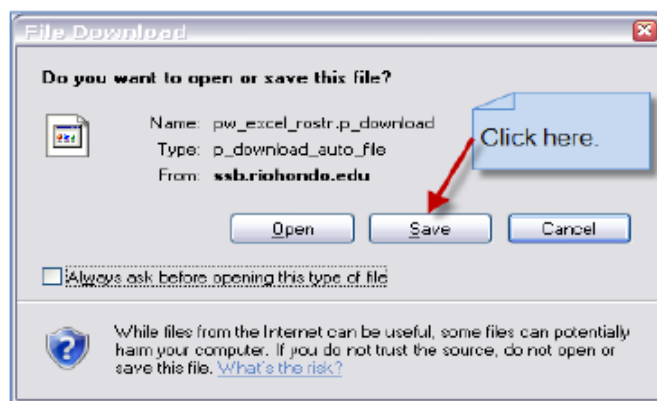 File Download
Do you want to open or save this file?
Name: pw_excel_rostr.p_download
Type: p_download_auto_file
From: ssb.riohondo.edu
Click here.
Open Save Cancel
Always ask before opening this type of file
While files from the Internet can be useful, some files can potentially
harm your computer. If you do not trust the source, do not open or
save this file. What's the risk?